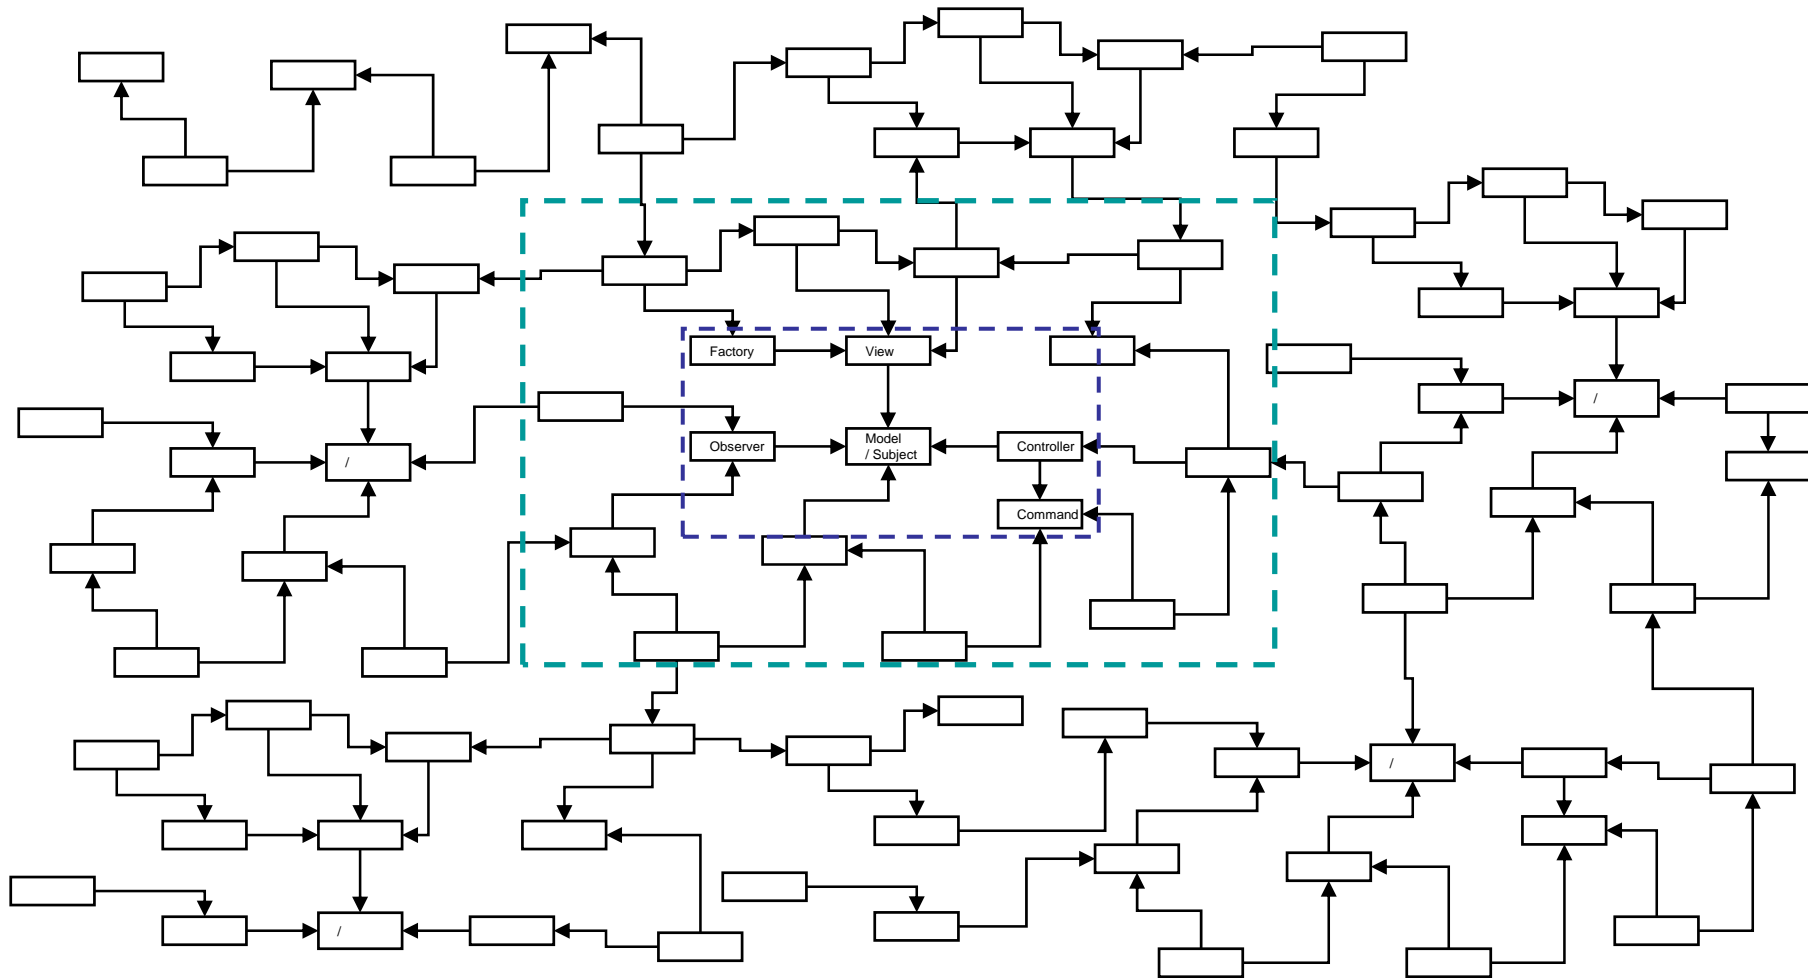 Factory
View
/
/
Observer
Model
/ Subject
Controller
Command
/
/